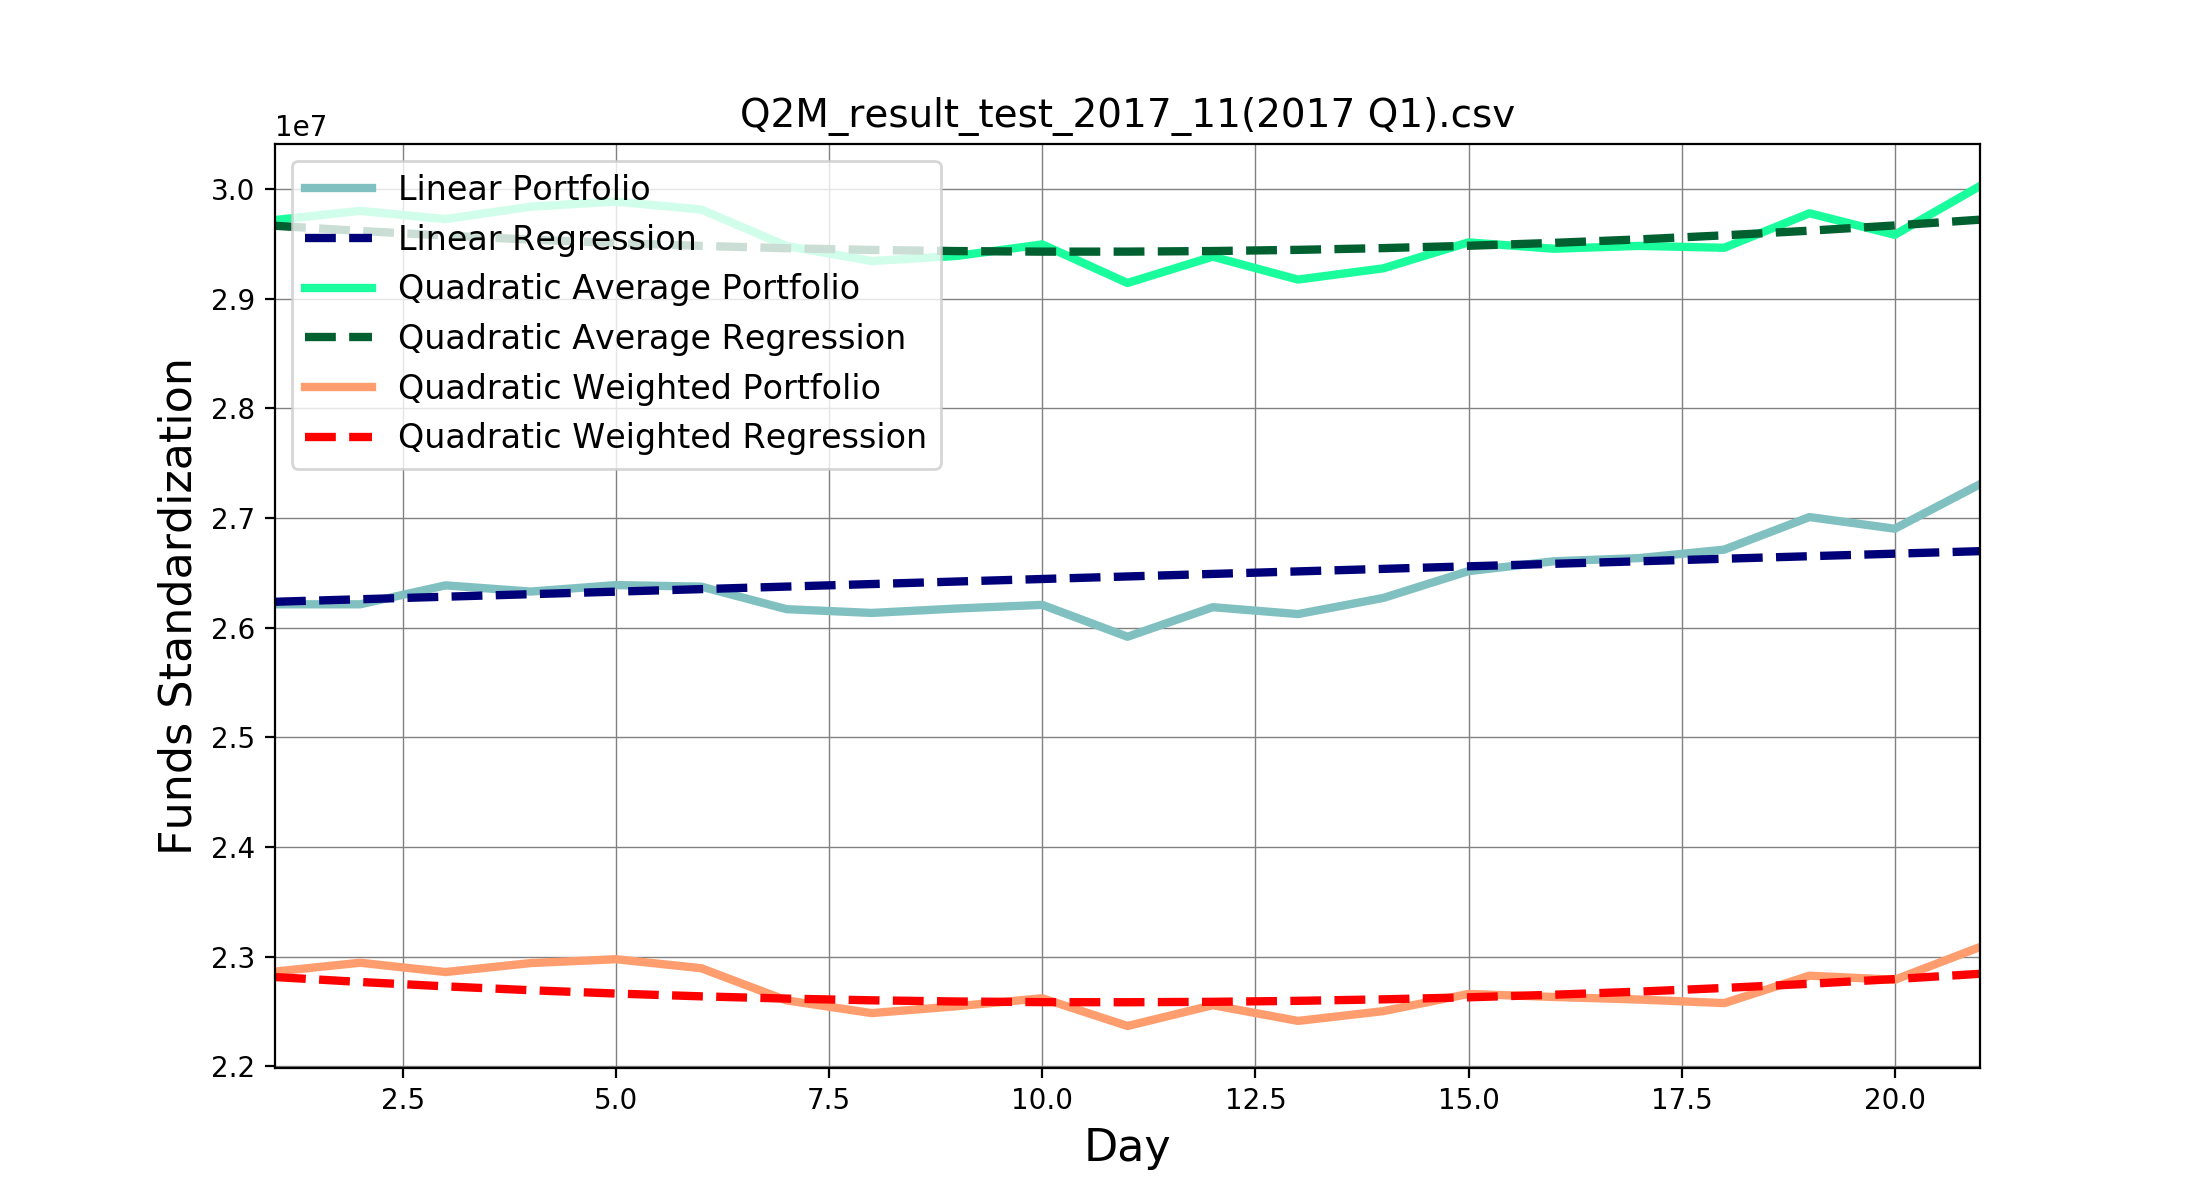 Q2M_result_test_2017_11(2017 Q1).csv
1e7
Linear Portfolio
Linear Regression
Quadratic Average Portfolio
Quadratic Average Regression
Quadratic Weighted Portfolio
Quadratic Weighted Regression
Funds Standardization
3.0
2.9
2.8
2.7
2.6
2.5
2.4
2.3
2.2
2.5 5.0 7.5 10.0 12.5 15.0 17.5 20.0
Day